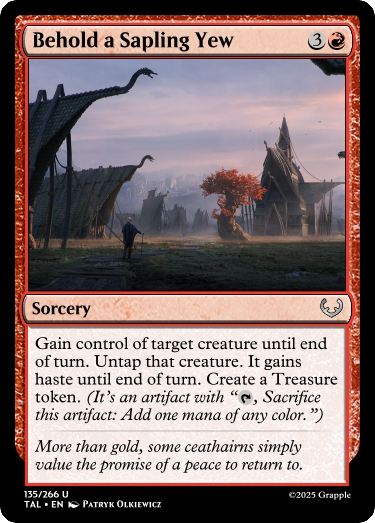 Behold a Sapling Yew 3
Sorcery
Gain control of target creature until end
of turn. Untap that creature. It gains
haste until end of turn. Create a Treasure
token. (It's an artifact with “, Sacrifice
this artifact: Add one mana of any color.”)
More than gold, some ceathairns simply
value the promise of a peace to return to.
135/266 U
TAL • EN Patryk Olkiewicz
©2025 Grapple